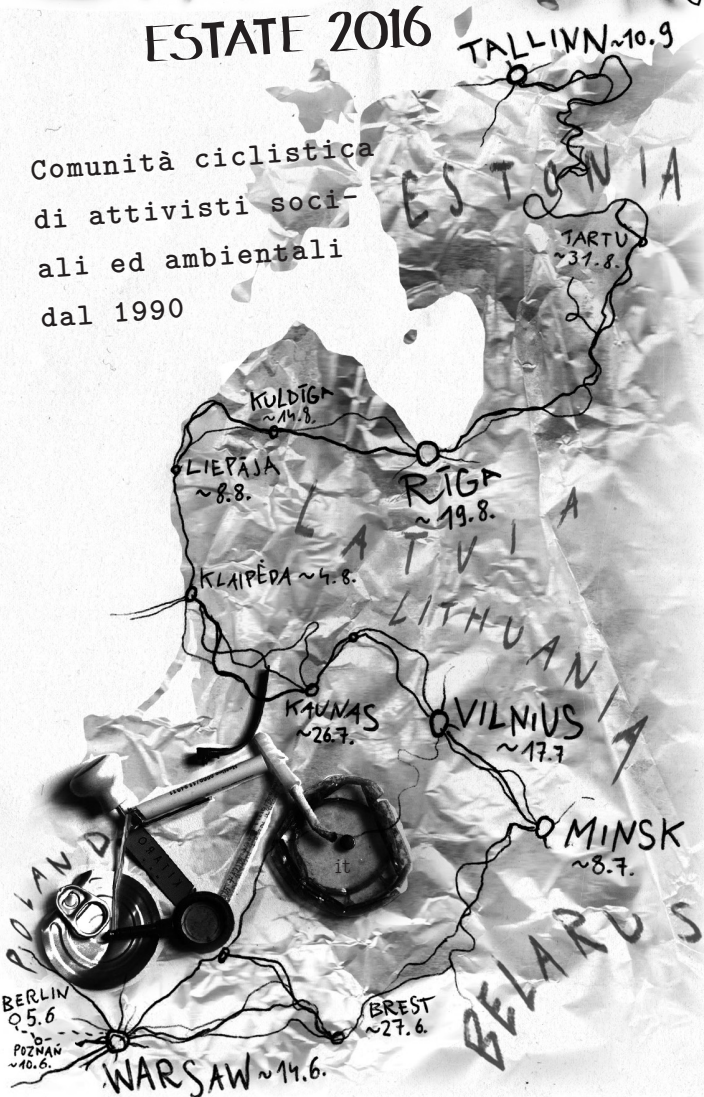 ESTATE 2016
TALLINN ~10.9
Comunità ciclistica
di attivisti soci-
ali ed ambientali
dal 1990
ESTONIA
TARTU
~31.8.
KULDĪGA
~14.8.
LIEPĀJA
~8.8.
RĪGA
~19.8.
LATVIA
KLAIPĖDA ~4.8.
LITHUANIA
KAUNAS
~26.7.
VILNIUS
~17.7
MINSK
~8.7.
it
POLAND
BELARUS
BERLIN
5.6
POZNAŃ
~10.6.
BREST
~27.6.
WARSAW ~14.6.